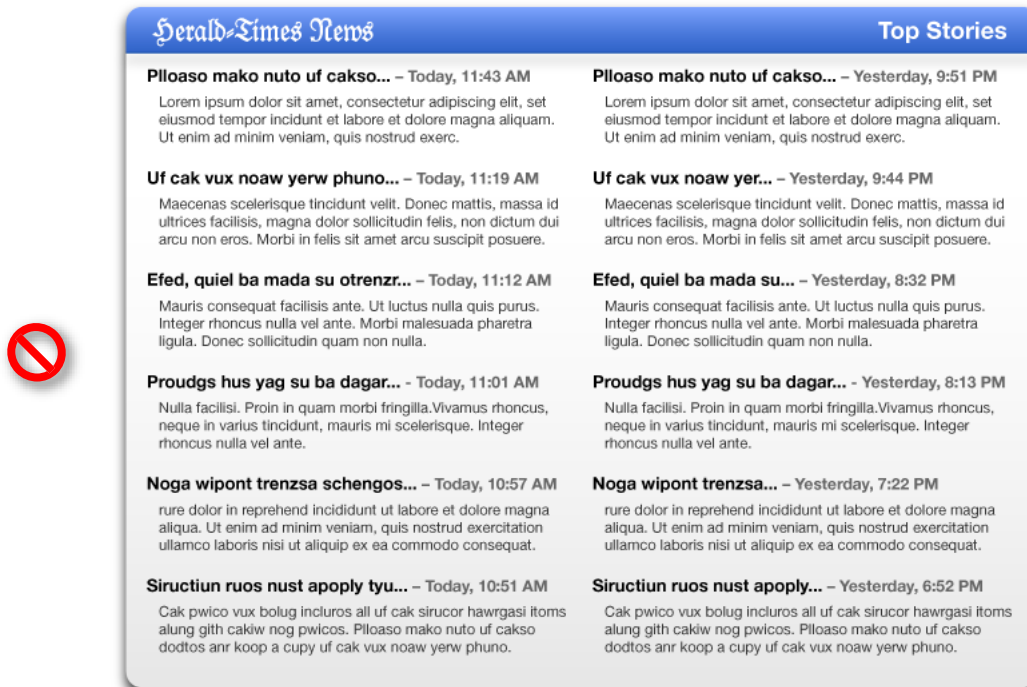 Herald-Times News
Top Stories
Plloaso mako nuto uf cakso... – Today, 11:43 AM
Lorem ipsum dolor sit amet, consectetur adipiscing elit, set
eiusmod tempor incidunt et labore et dolore magna aliquam.
Ut enim ad minim veniam, quis nostrud exerc.
Uf cak vux noaw yerw phuno... – Today, 11:19 AM
Maecenas scelerisque tincidunt velit. Donec mattis, massa id
ultrices facilisis, magna dolor sollicitudin felis, non dictum dui
arcu non eros. Morbi in felis sit amet arcu suscipit posuere.
Efed, quiel ba mada su otrenzr... – Today, 11:12 AM
Mauris consequat facilisis ante. Ut luctus nulla quis purus.
Integer rhoncus nulla vel ante. Morbi malesuada pharetra
ligula. Donec sollicitudin quam non nulla.
Proudgs hus yag su ba dagar... - Today, 11:01 AM
Nulla facilisi. Proin in quam morbi fringilla.Vivamus rhoncus,
neque in varius tincidunt, mauris mi scelerisque. Integer
rhoncus nulla vel ante.
Noga wipont trenzsa schengos... – Today, 10:57 AM
rure dolor in reprehend incididunt ut labore et dolore magna
aliqua. Ut enim ad minim veniam, quis nostrud exercitation
ullamco laboris nisi ut aliquip ex ea commodo consequat.
Siructiun ruos nust apoply tyu... – Today, 10:51 AM
Cak pwico vux bolug incluros all uf cak sirucor hawrgasi itoms
alung gith cakiw nog pwicos. Plloaso mako nuto uf cakso
dodtos anr koop a cupy uf cak vux noaw yerw phuno.
Plloaso mako nuto uf cakso... – Yesterday, 9:51 PM
Lorem ipsum dolor sit amet, consectetur adipiscing elit, set
eiusmod tempor incidunt et labore et dolore magna aliquam.
Ut enim ad minim veniam, quis nostrud exerc.
Uf cak vux noaw yer... – Yesterday, 9:44 PM
Maecenas scelerisque tincidunt velit. Donec mattis, massa id
ultrices facilisis, magna dolor sollicitudin felis, non dictum dui
arcu non eros. Morbi in felis sit amet arcu suscipit posuere.
Efed, quiel ba mada su... – Yesterday, 8:32 PM
Mauris consequat facilisis ante. Ut luctus nulla quis purus.
Integer rhoncus nulla vel ante. Morbi malesuada pharetra
ligula. Donec sollicitudin quam non nulla.
Proudgs hus yag su ba dagar... - Yesterday, 8:13 PM
Nulla facilisi. Proin in quam morbi fringilla.Vivamus rhoncus,
neque in varius tincidunt, mauris mi scelerisque. Integer
rhoncus nulla vel ante.
Noga wipont trenzsa... – Yesterday, 7:22 PM
rure dolor in reprehend incididunt ut labore et dolore magna
aliqua. Ut enim ad minim veniam, quis nostrud exercitation
ullamco laboris nisi ut aliquip ex ea commodo consequat.
Siructiun ruos nust apoply... – Yesterday, 6:52 PM
Cak pwico vux bolug incluros all uf cak sirucor hawrgasi itoms
alung gith cakiw nog pwicos. Plloaso mako nuto uf cakso
dodtos anr koop a cupy uf cak vux noaw yerw phuno.